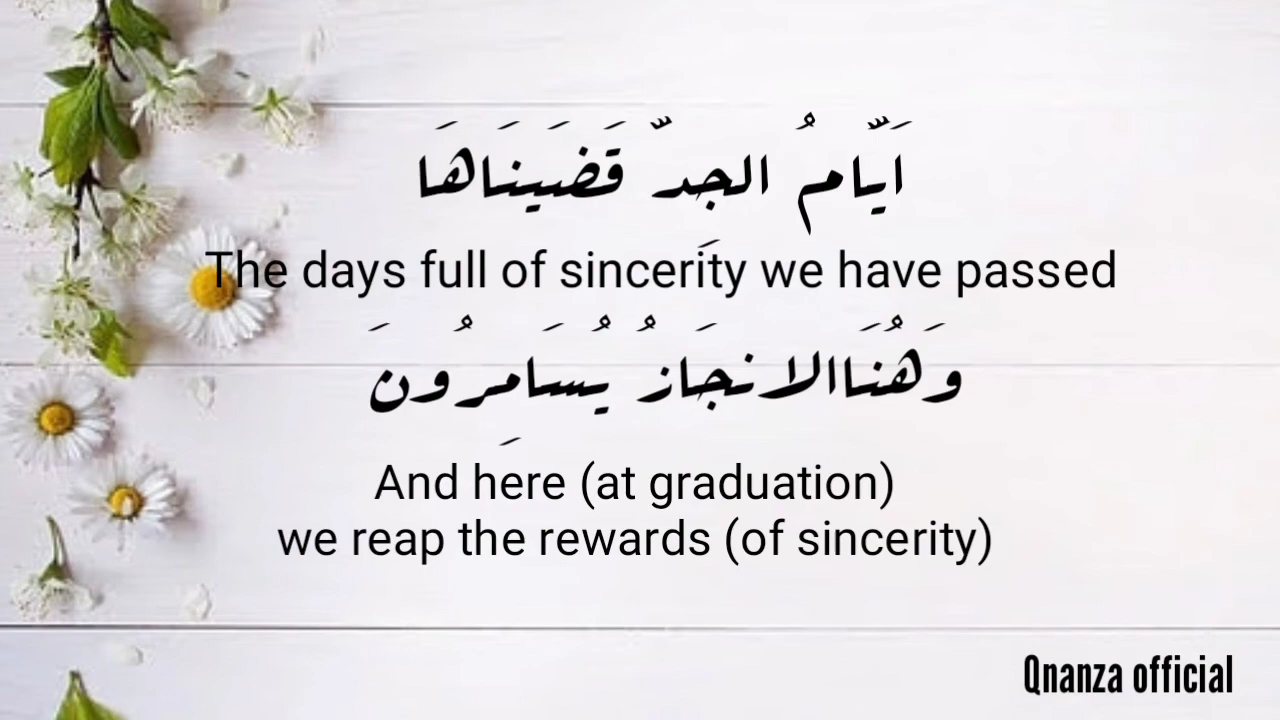 اَيَّامُ الجِدَّ قَضَيَنَاهَا
The days full of sincerity we have passed
وَهُنَاالانجَازُ يُسَامِرُونَ
And here (at graduation)
we reap the rewards (of sincerity)
Qnanza official